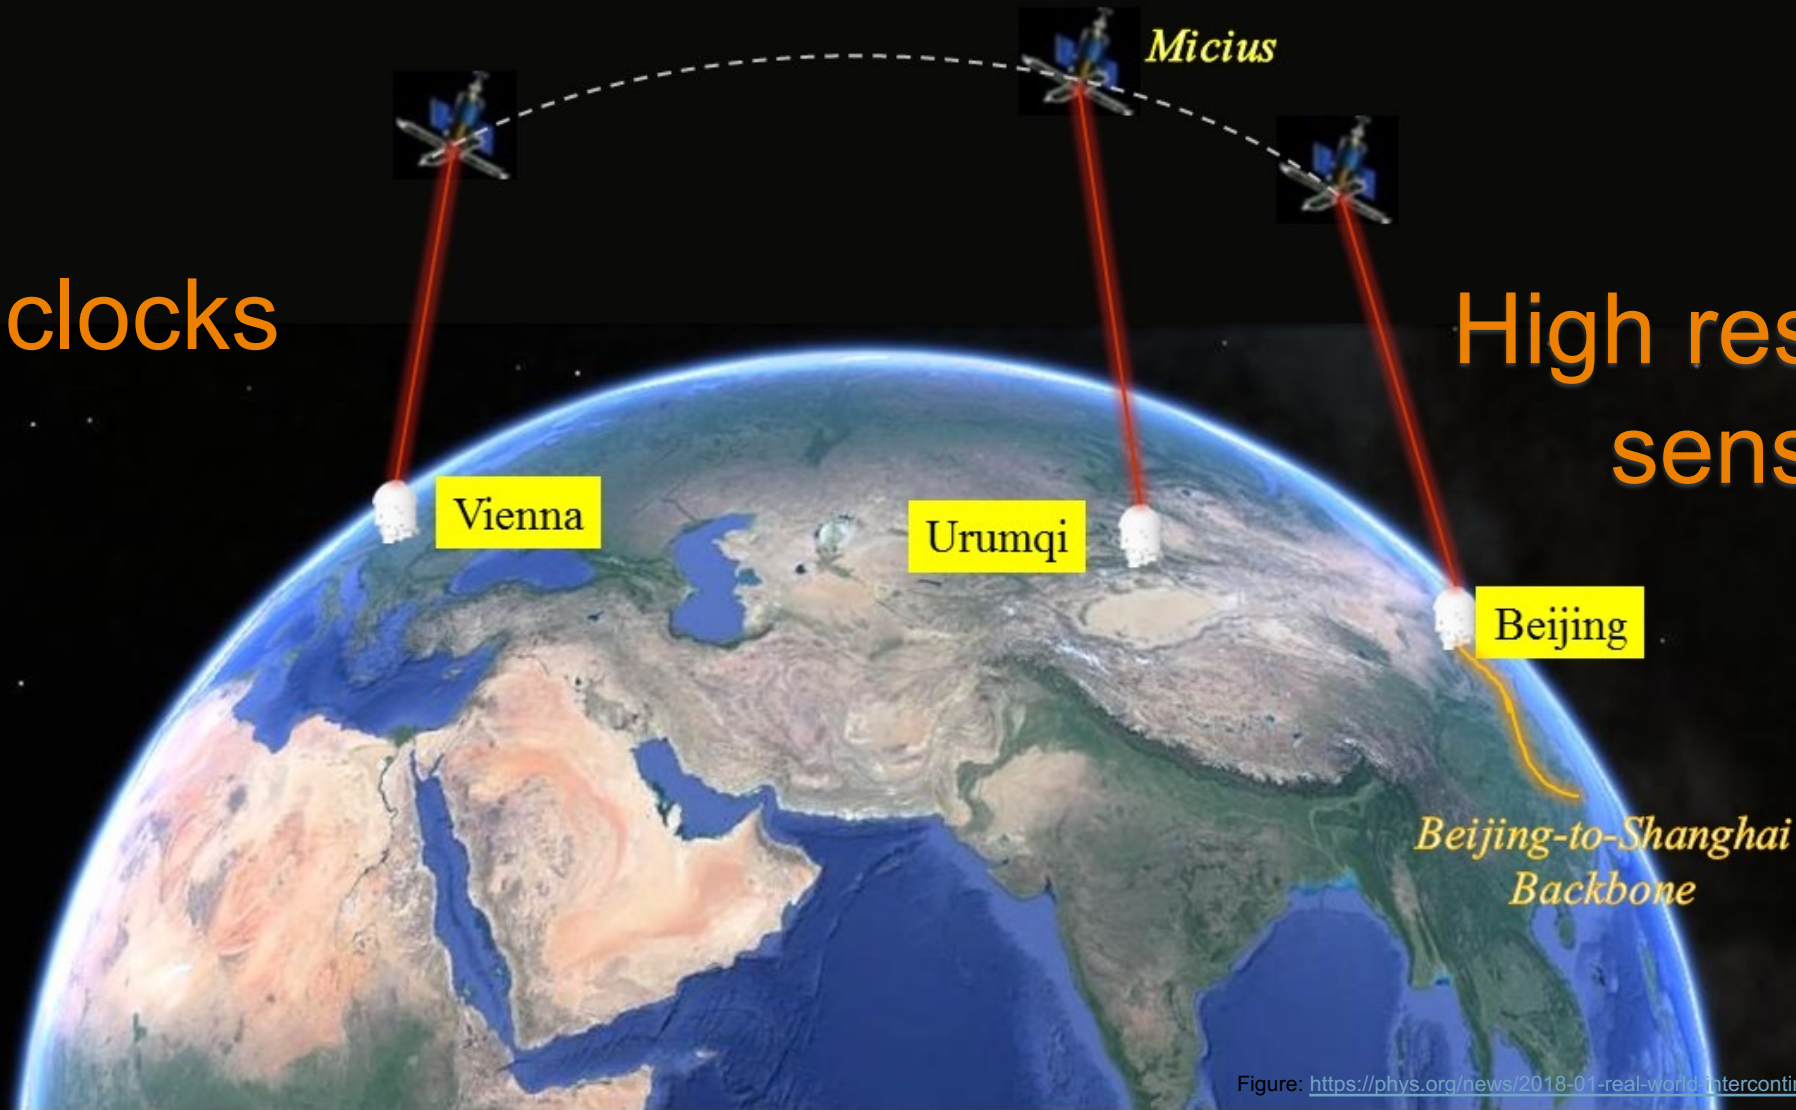 Micius
clocks
High res
sens
Vienna
Urumqi
Beijing
Beijing-to-Shanghai
Backbone
Figure: https://phys.org/news/2018-01-real-world-intercontin